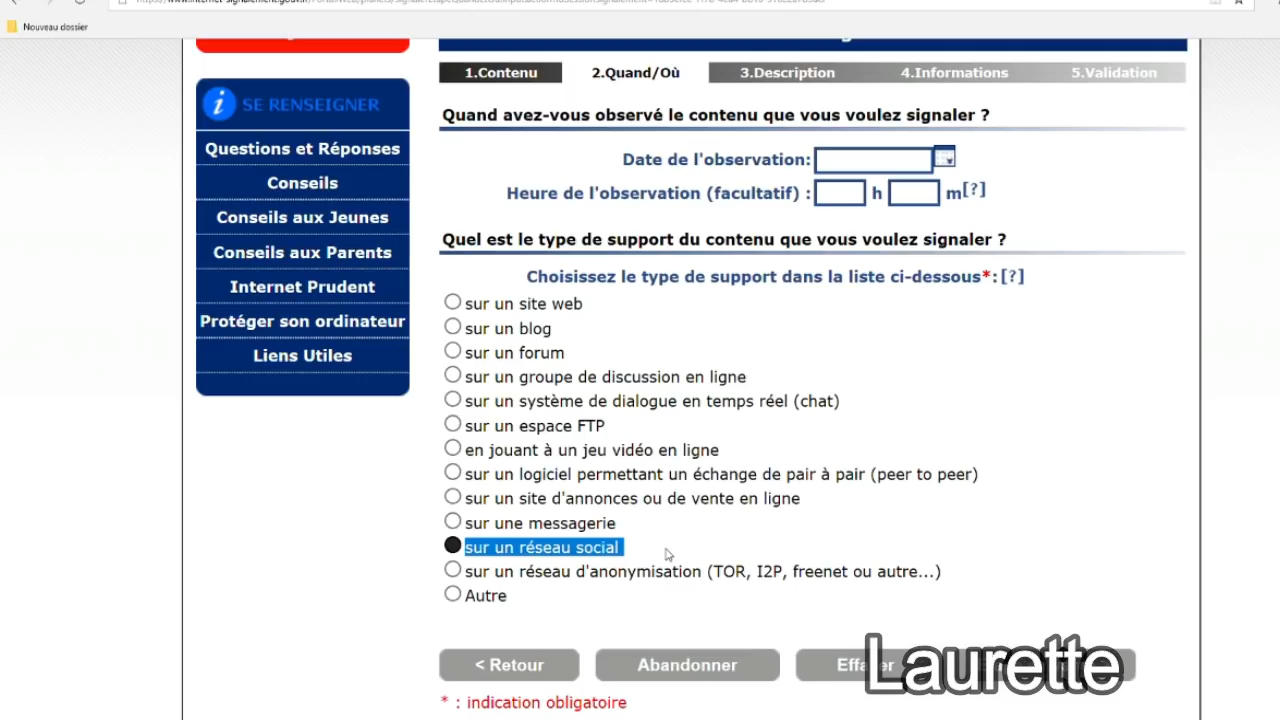 Nouveau dossier
1.Contenu
2.Quand/Où
3.Description
4.Informations
5.Validation
SE RENSEIGNER
Questions et Réponses
Conseils
Conseils aux Jeunes
Conseils aux Parents
Internet Prudent
Protéger son ordinateur
Liens Utiles
Quand avez-vous observé le contenu que vous voulez signaler ?
Date de l'observation:
Heure de l'observation (facultatif) : h m[?]
Quel est le type de support du contenu que vous voulez signaler ?
Choisissez le type de support dans la liste ci-dessous*: [?]
sur un site web
sur un blog
sur un forum
sur un groupe de discussion en ligne
sur un système de dialogue en temps réel (chat)
sur un espace FTP
en jouant à un jeu vidéo en ligne
sur un logiciel permettant un échange de pair à pair (peer to peer)
sur un site d'annonces ou de vente en ligne
sur une messagerie
sur un réseau social
sur un réseau d'anonymisation (TOR, I2P, freenet ou autre...)
Autre
< Retour
Abandonner
Laurette
* : indication obligatoire